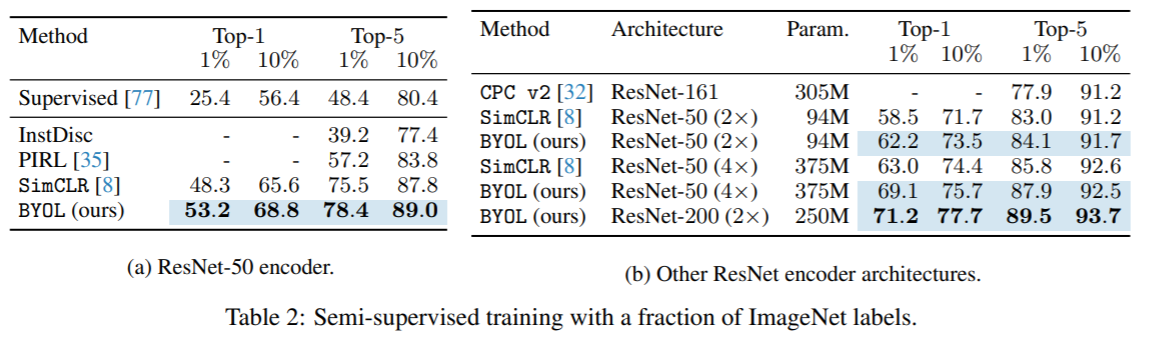 Method Top-1 Top-5
1% 10% 1% 10%
Supervised [77] 25.4 56.4 48.4 80.4
InstDisc - - 39.2 77.4
PIRL [35] - - 57.2 83.8
SimCLR [8] 48.3 65.6 75.5 87.8
BYOL (ours) 53.2 68.8 78.4 89.0
(a) ResNet-50 encoder.
Method Architecture Param. Top-1 Top-5
1% 10% 1% 10%
CPC v2 [32] ResNet-161 305M - - 77.9 91.2
SimCLR [8] ResNet-50 (2×) 94M 58.5 71.7 83.0 91.2
BYOL (ours) ResNet-50 (2×) 94M 62.2 73.5 84.1 91.7
SimCLR [8] ResNet-50 (4×) 375M 63.0 74.4 85.8 92.6
BYOL (ours) ResNet-50 (4×) 375M 69.1 75.7 87.9 92.5
BYOL (ours) ResNet-200 (2×) 250M 71.2 77.7 89.5 93.7
(b) Other ResNet encoder architectures.
Table 2: Semi-supervised training with a fraction of ImageNet labels.